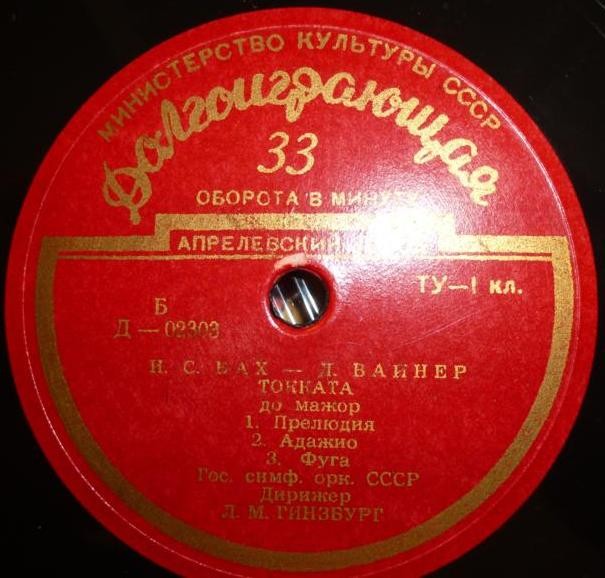 МИНИСТЕРСТВО КУЛЬТУРЫ СССР
Долгоиграющая
33
ОБОРОТА В МИНУТУ
АПРЕЛЕВСКИЙ
ТУ—I кл.
Б
Д — 02303
И. С. БАХ — Л. ВАЙНЕР
ТОККАТА
до мажор
1. Прелюдия
2. Адажио
3. Фуга
Гос. симф. орк. СССР
Дирижер
Л. М. ГИНЗБУРГ